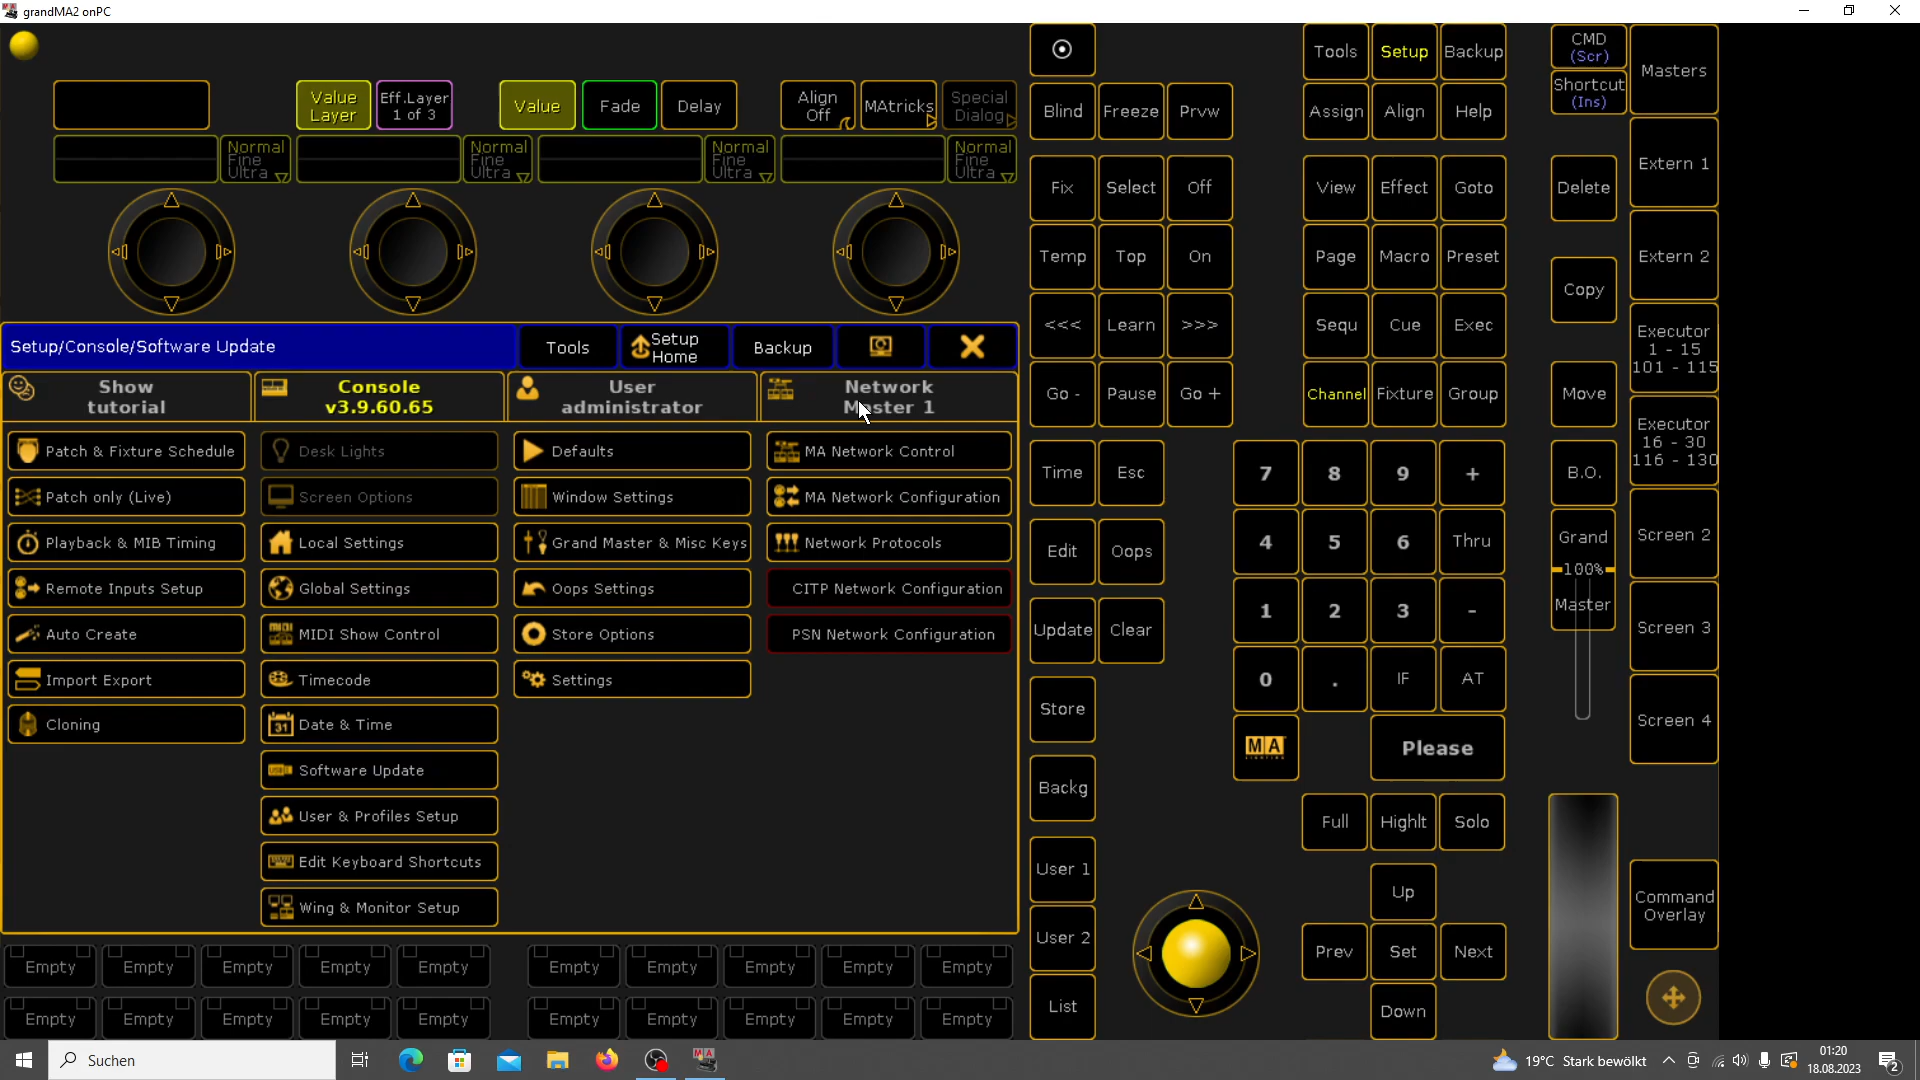 grandMA2 onPC
Value
Layer
Eff.Layer
1 of 3
Value
Fade
Delay
Align
Off
MAtricks
Special
Dialog
Normal
Fine
Ultra
Normal
Fine
Ultra
Normal
Fine
Ultra
Normal
Fine
Ultra
Setup/Console/Software Update
Tools
Setup
Home
Backup
Show
tutorial
Console
v3.9.60.65
User
administrator
Network
Master 1
Patch & Fixture Schedule
Patch only (Live)
Playback & MIB Timing
Remote Inputs Setup
Auto Create
Import Export
Cloning
Desk Lights
Screen Options
Local Settings
Global Settings
MIDI Show Control
Timecode
Date & Time
Software Update
User & Profiles Setup
Edit Keyboard Shortcuts
Wing & Monitor Setup
Defaults
Window Settings
Grand Master & Misc Keys
Oops Settings
Store Options
Settings
MA Network Control
MA Network Configuration
Network Protocols
CITP Network Configuration
PSN Network Configuration
Empty Empty Empty Empty Empty Empty Empty Empty Empty Empty
Empty Empty Empty Empty Empty Empty Empty Empty Empty Empty
Blind Freeze Prvw
Fix Select Off
Temp Top On
<<< Learn >>>
Go - Pause Go +
Time Esc
Edit Oops
Update Clear
Store
Backg
User 1
User 2
List
Tools Setup Backup
Assign Align Help
View Effect Goto
Page Macro Preset
Sequ Cue Exec
Channel Fixture Group
7 8 9 +
4 5 6 Thru
1 2 3 -
0 . IF AT
MA
LIGHTING
Please
Full Highlt Solo
Up
Prev Set Next
Down
CMD
(Scr)
Shortcut
(Ins)
Delete
Copy
Move
B.O.
Grand
100%
Master
Masters
Extern 1
Extern 2
Executor
1 - 15
101 - 115
Executor
16 - 30
116 - 130
Screen 2
Screen 3
Screen 4
Command
Overlay
Suchen
MA
19°C Stark bewölkt
01:20
18.08.2023
2